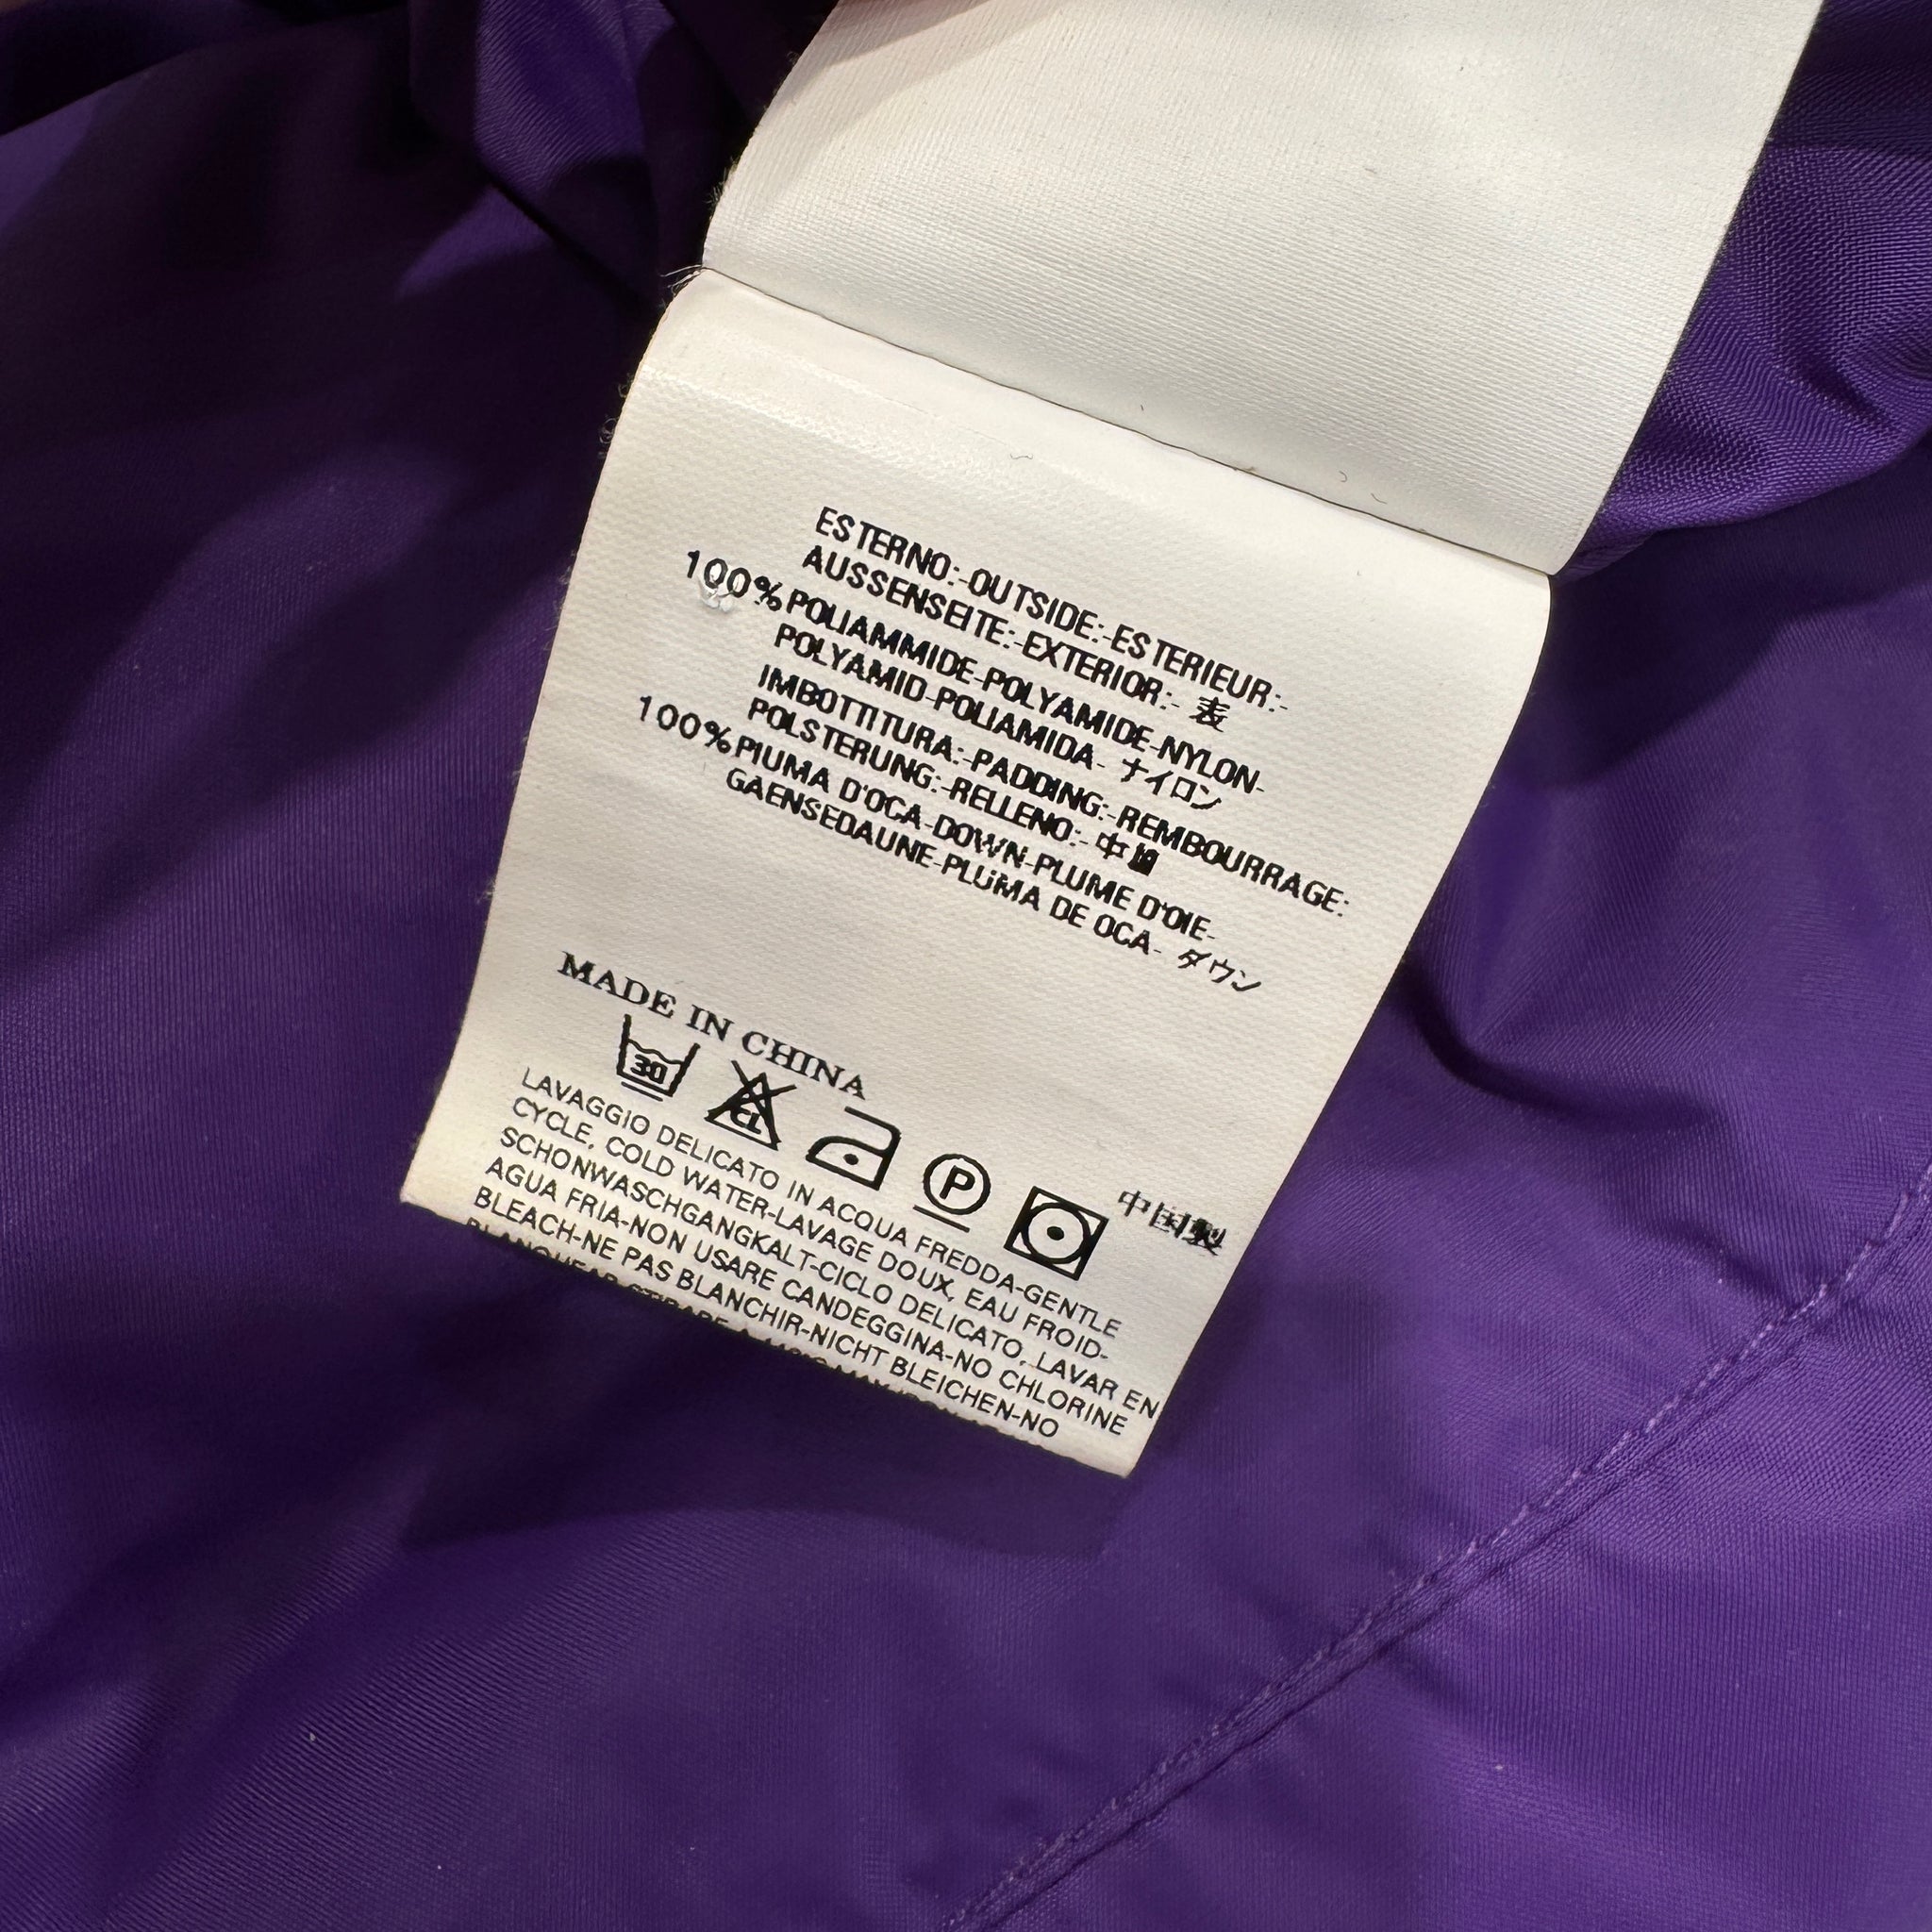 ESTERNO:-OUTSIDE:-ESTERIEUR:-
AUSSENSEITE:-EXTERIOR:- 表
100% POLIAMMIDE-POLYAMIDE-NYLON-
POLYAMID-POLIAMIDA- ナイロン
IMBOTTITURA:-PADDING:-REMBOURRAGE:
POLSTERUNG:-RELLENO:- 中
100% PIUMA D'OCA-DOWN-PLUME D'OIE-
GAENSEDAUNE-PLUMA DE OCA- ダウン
MADE IN CHINA
30
CL
P
中国製
LAVAGGIO DELICATO IN ACQUA FREDDA-GENTLE
CYCLE, COLD WATER-LAVAGE DOUX, EAU FROID-
SCHONWASCHGANGKALT-CICLO DELICATO, LAVAR EN
AGUA FRIA-NON USARE CANDEGGINA-NO CHLORINE
BLEACH-NE PAS BLANCHIR-NICHT BLEICHEN-NO